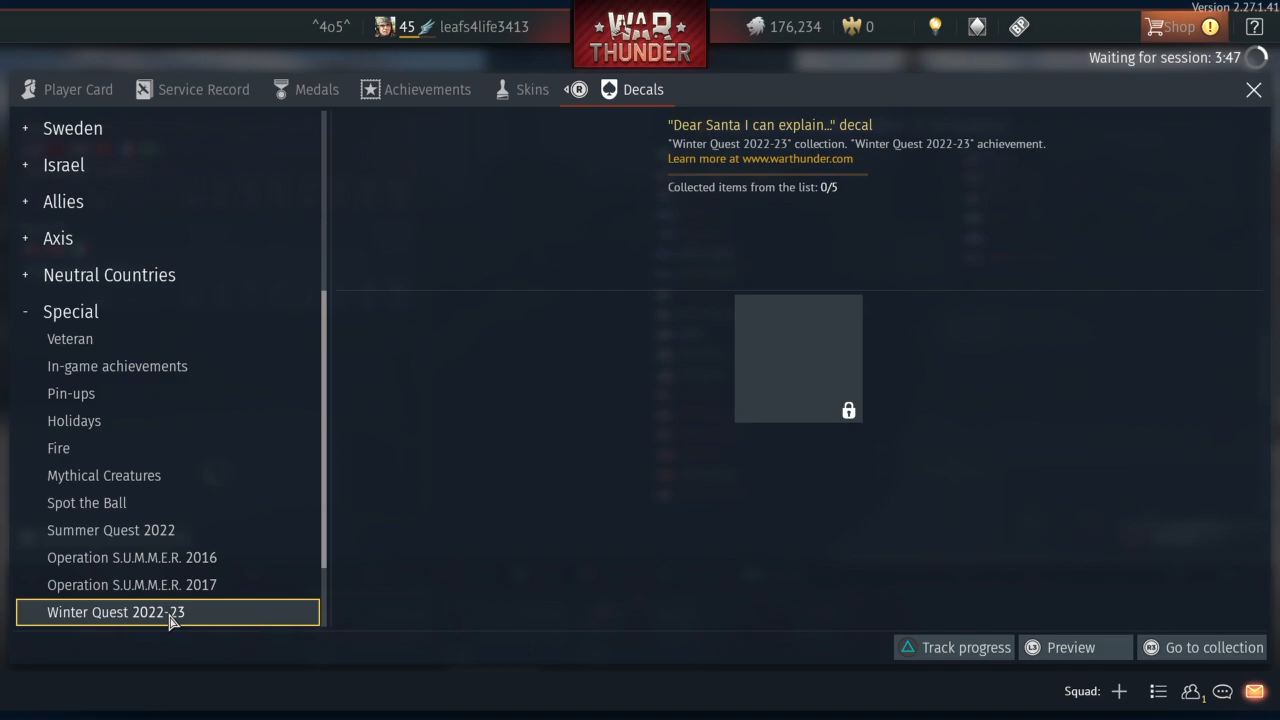 Version 2.27.1.41
^4o5^ 45 leafs4life3413
WAR
THUNDER
176,234 0
BP
Shop
Waiting for session: 3:47
Player Card Service Record Medals Achievements Skins R Decals
+ Sweden
+ Israel
+ Allies
+ Axis
+ Neutral Countries
- Special
Veteran
In-game achievements
Pin-ups
Holidays
Fire
Mythical Creatures
Spot the Ball
Summer Quest 2022
Operation S.U.M.M.E.R. 2016
Operation S.U.M.M.E.R. 2017
Winter Quest 2022-23
"Dear Santa I can explain..." decal
"Winter Quest 2022-23" collection. "Winter Quest 2022-23" achievement.
Learn more at www.warthunder.com
Collected items from the list: 0/5
Track progress L3 Preview R3 Go to collection
Squad: + 1